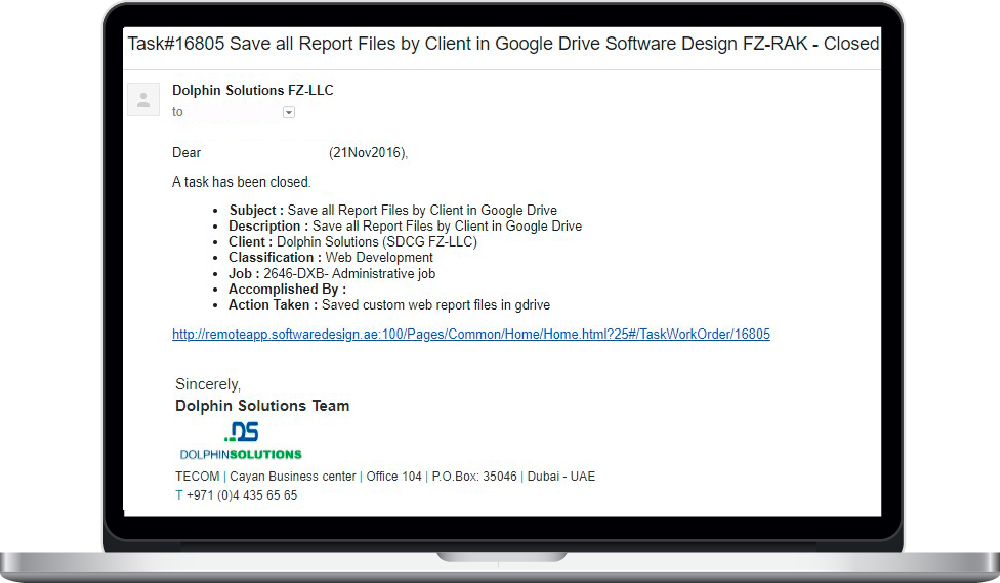 Task#16805 Save all Report Files by Client in Google Drive Software Design FZ-RAK - Closed
Dolphin Solutions FZ-LLC
to
Dear (21Nov2016),
A task has been closed.
• Subject : Save all Report Files by Client in Google Drive
• Description : Save all Report Files by Client in Google Drive
• Client : Dolphin Solutions (SDCG FZ-LLC)
• Classification : Web Development
• Job : 2646-DXB- Administrative job
• Accomplished By :
• Action Taken : Saved custom web report files in gdrive
http://remoteapp.softwaredesign.ae:100/Pages/Common/Home/Home.html?25#/TaskWorkOrder/16805
Sincerely,
Dolphin Solutions Team
DS
DOLPHINSOLUTIONS
TECOM | Cayan Business center | Office 104 | P.O.Box: 35046 | Dubai - UAE
T +971 (0)4 435 65 65